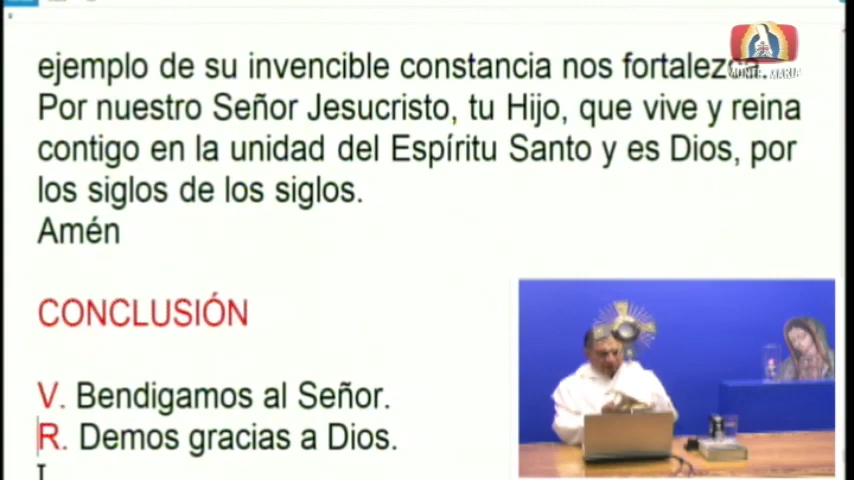 ejemplo de su invencible constancia nos fortalezca.
Por nuestro Señor Jesucristo, tu Hijo, que vive y reina
contigo en la unidad del Espíritu Santo y es Dios, por
los siglos de los siglos.
Amén
CONCLUSIÓN
V. Bendigamos al Señor.
R. Demos gracias a Dios.
MONTE MARIA